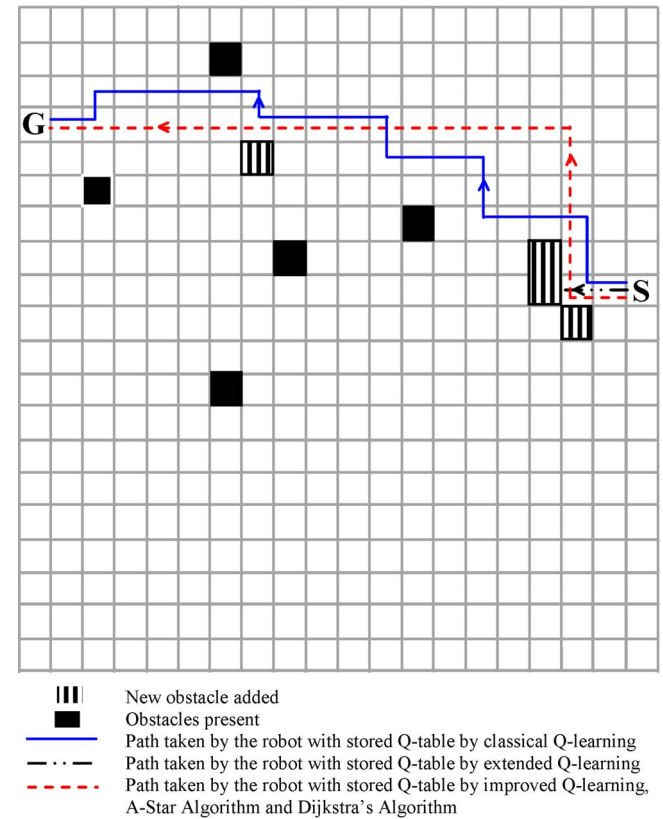 G
S
New obstacle added
Obstacles present
Path taken by the robot with stored Q-table by classical Q-learning
Path taken by the robot with stored Q-table by extended Q-learning
Path taken by the robot with stored Q-table by improved Q-learning,
A-Star Algorithm and Dijkstra's Algorithm